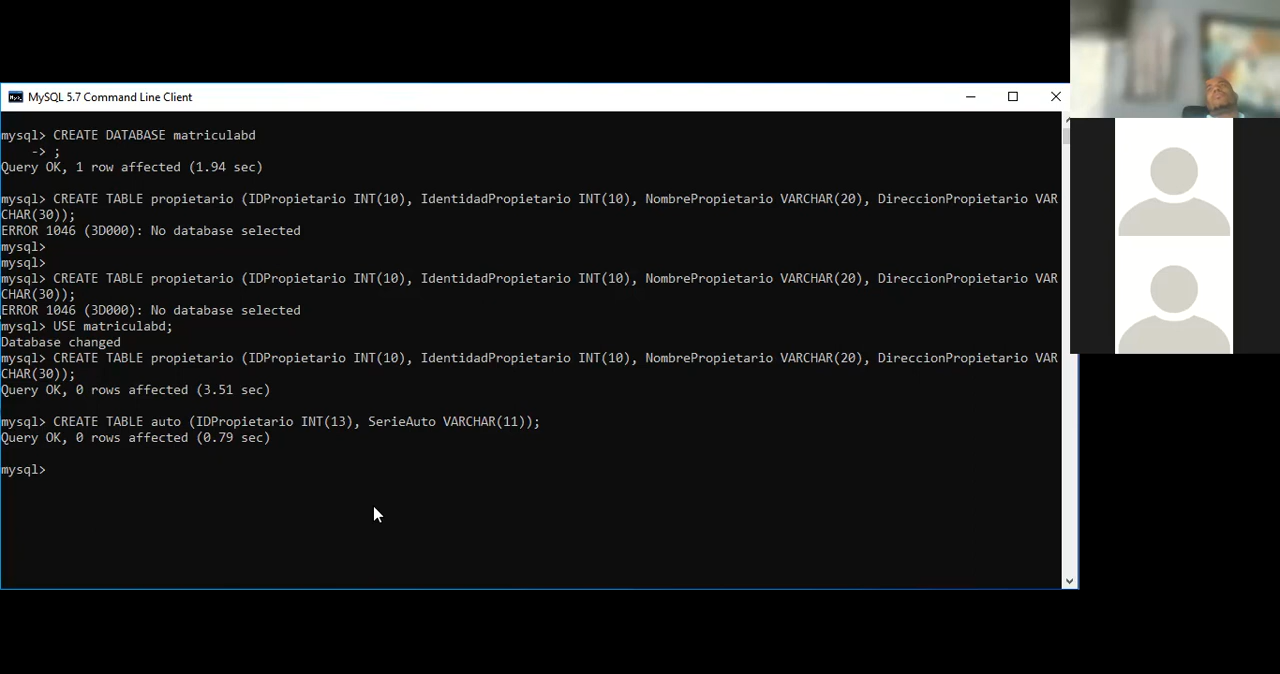 MySQL 5.7 Command Line Client
mysql> CREATE DATABASE matriculabd
    -> ;
Query OK, 1 row affected (1.94 sec)
mysql> CREATE TABLE propietario (IDPropietario INT(10), IdentidadPropietario INT(10), NombrePropietario VARCHAR(20), DireccionPropietario VAR
CHAR(30));
ERROR 1046 (3D000): No database selected
mysql>
mysql>
mysql> CREATE TABLE propietario (IDPropietario INT(10), IdentidadPropietario INT(10), NombrePropietario VARCHAR(20), DireccionPropietario VAR
CHAR(30));
ERROR 1046 (3D000): No database selected
mysql> USE matriculabd;
Database changed
mysql> CREATE TABLE propietario (IDPropietario INT(10), IdentidadPropietario INT(10), NombrePropietario VARCHAR(20), DireccionPropietario VAR
CHAR(30));
Query OK, 0 rows affected (3.51 sec)
mysql> CREATE TABLE auto (IDPropietario INT(13), SerieAuto VARCHAR(11));
Query OK, 0 rows affected (0.79 sec)
mysql>